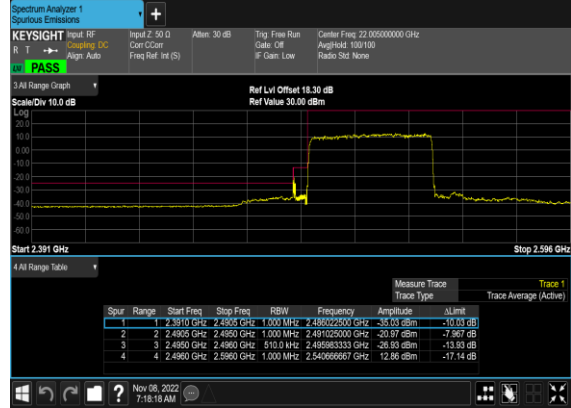 Spectrum Analyzer 1
Spurious Emissions
KEYSIGHT Input: RF Input Z: 50 Ω Atten: 30 dB Trig: Free Run Center Freq: 22.005000000 GHz
R T Coupling: DC Corr CCorr Gate: Off Avg|Hold: 100/100
Align: Auto Freq Ref: Int (S) IF Gain: Low Radio Std: None
PASS
3 All Range Graph
Ref Lvl Offset 18.30 dB
Scale/Div 10.0 dB Ref Value 30.00 dBm
Log
20.0
10.0
0.00
-10.0
-20.0
-30.0
-40.0
-50.0
-60.0
Start 2.391 GHz Stop 2.596 GHz
4 All Range Table
Measure Trace Trace 1
Trace Type Trace Average (Active)
Spur Range Start Freq Stop Freq RBW Frequency Amplitude ΔLimit
1 1 2.3910 GHz 2.4905 GHz 1.000 MHz 2.486022500 GHz -35.03 dBm -10.03 dB
2 2 2.4905 GHz 2.4950 GHz 1.000 MHz 2.491025000 GHz -20.97 dBm -7.967 dB
3 3 2.4950 GHz 2.4960 GHz 510.0 kHz 2.495983333 GHz -26.93 dBm -13.93 dB
4 4 2.4960 GHz 2.5960 GHz 1.000 MHz 2.540666667 GHz 12.86 dBm -17.14 dB
Nov 08, 2022
7:18:18 AM